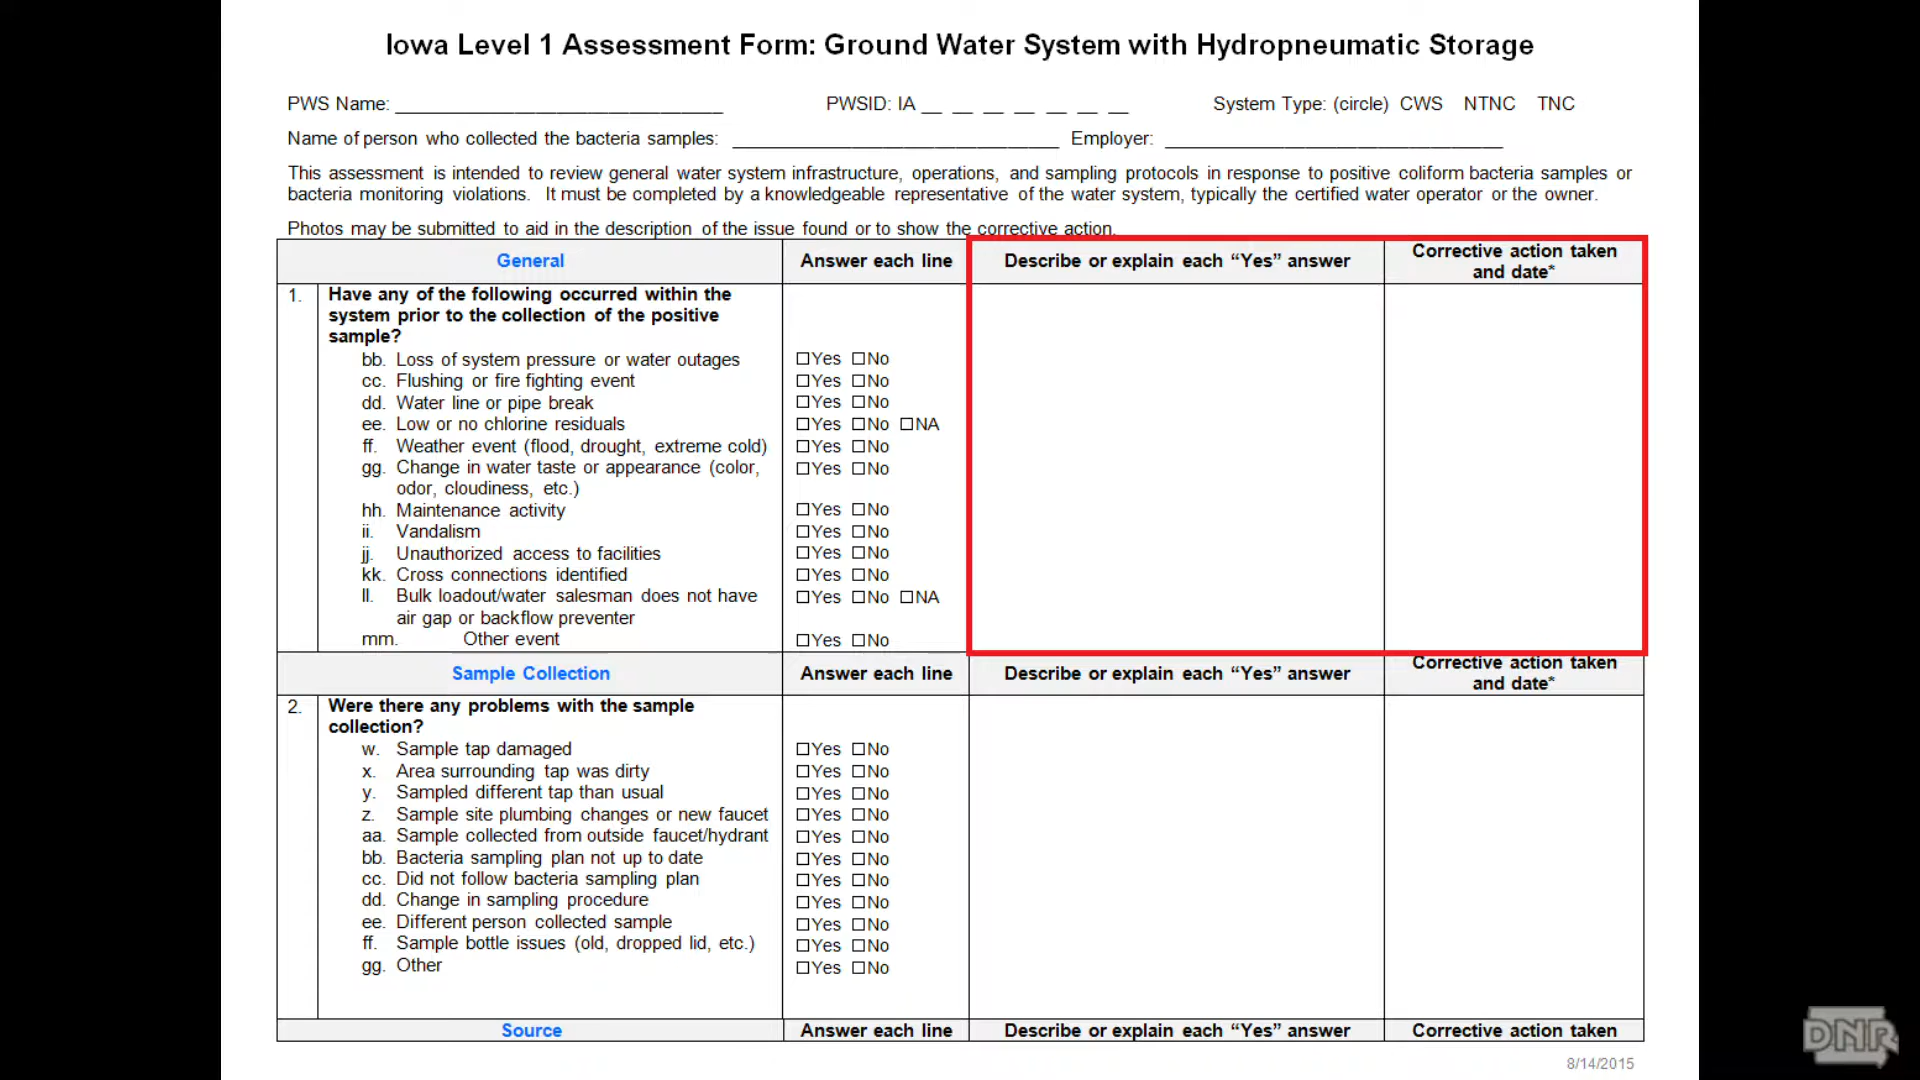 Iowa Level 1 Assessment Form: Ground Water System with Hydropneumatic Storage
PWS Name: ______________________________ PWSID: IA __ __ __ __ __ __ __ System Type: (circle) CWS NTNC TNC
Name of person who collected the bacteria samples: ______________________________ Employer: _______________________________
This assessment is intended to review general water system infrastructure, operations, and sampling protocols in response to positive coliform bacteria samples or
bacteria monitoring violations. It must be completed by a knowledgeable representative of the water system, typically the certified water operator or the owner.
Photos may be submitted to aid in the description of the issue found or to show the corrective action.
General Answer each line Describe or explain each “Yes” answer Corrective action taken
and date*
1. Have any of the following occurred within the
system prior to the collection of the positive
sample?
bb. Loss of system pressure or water outages ☐Yes ☐No
cc. Flushing or fire fighting event ☐Yes ☐No
dd. Water line or pipe break ☐Yes ☐No
ee. Low or no chlorine residuals ☐Yes ☐No ☐NA
ff. Weather event (flood, drought, extreme cold) ☐Yes ☐No
gg. Change in water taste or appearance (color, ☐Yes ☐No
odor, cloudiness, etc.)
hh. Maintenance activity ☐Yes ☐No
ii. Vandalism ☐Yes ☐No
jj. Unauthorized access to facilities ☐Yes ☐No
kk. Cross connections identified ☐Yes ☐No
ll. Bulk loadout/water salesman does not have ☐Yes ☐No ☐NA
air gap or backflow preventer
mm. Other event ☐Yes ☐No
Sample Collection Answer each line Describe or explain each “Yes” answer Corrective action taken
and date*
2. Were there any problems with the sample
collection?
w. Sample tap damaged ☐Yes ☐No
x. Area surrounding tap was dirty ☐Yes ☐No
y. Sampled different tap than usual ☐Yes ☐No
z. Sample site plumbing changes or new faucet ☐Yes ☐No
aa. Sample collected from outside faucet/hydrant ☐Yes ☐No
bb. Bacteria sampling plan not up to date ☐Yes ☐No
cc. Did not follow bacteria sampling plan ☐Yes ☐No
dd. Change in sampling procedure ☐Yes ☐No
ee. Different person collected sample ☐Yes ☐No
ff. Sample bottle issues (old, dropped lid, etc.) ☐Yes ☐No
gg. Other ☐Yes ☐No
Source Answer each line Describe or explain each “Yes” answer Corrective action taken
8/14/2015
DNR